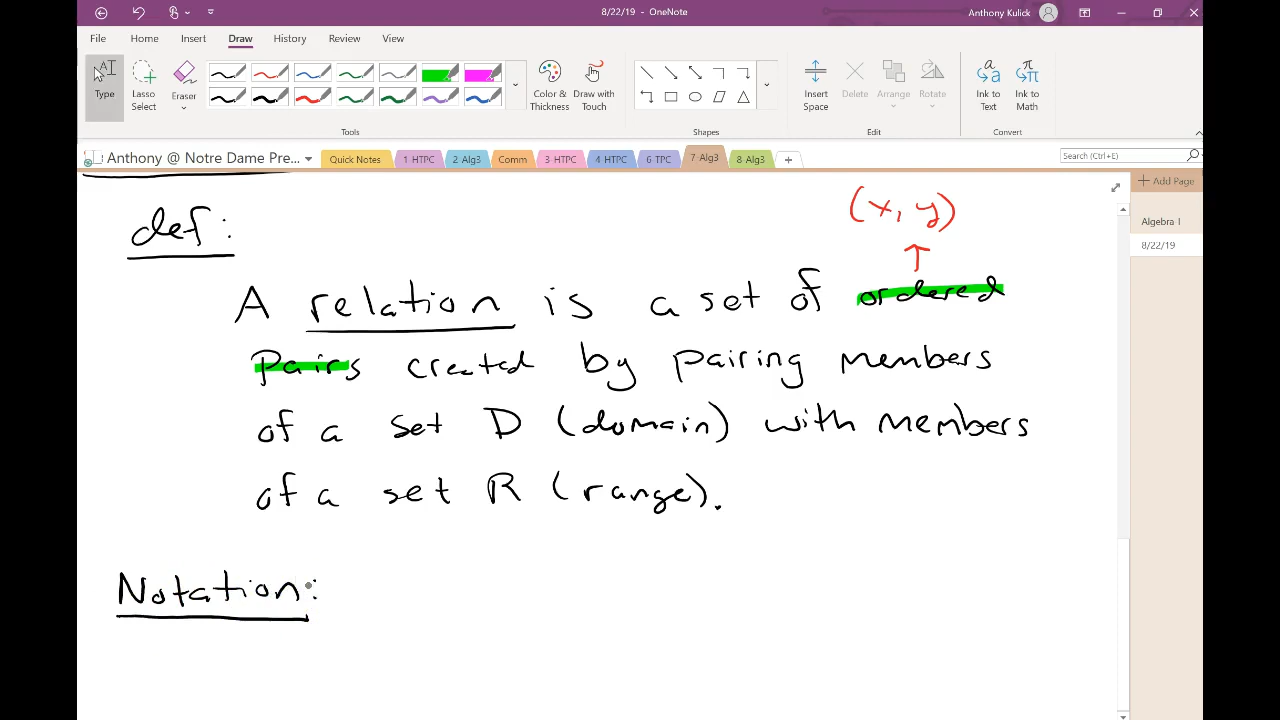 8/22/19 - OneNote
Anthony Kulick
File Home Insert Draw History Review View
Type
Lasso Select
Eraser
Color & Thickness
Draw with Touch
Insert Space
Delete
Arrange
Rotate
Ink to Text
Ink to Math
Tools
Shapes
Edit
Convert
Anthony @ Notre Dame Pre... Quick Notes 1 HTPC 2 Alg3 Comm 3 HTPC 4 HTPC 6 TPC 7 Alg3 8 Alg3 Search (Ctrl+E)
Add Page
Algebra I
8/22/19
(x, y)
def:
A relation is a set of ordered
pairs created by pairing members
of a set D (domain) with members
of a set R (range).
Notation: